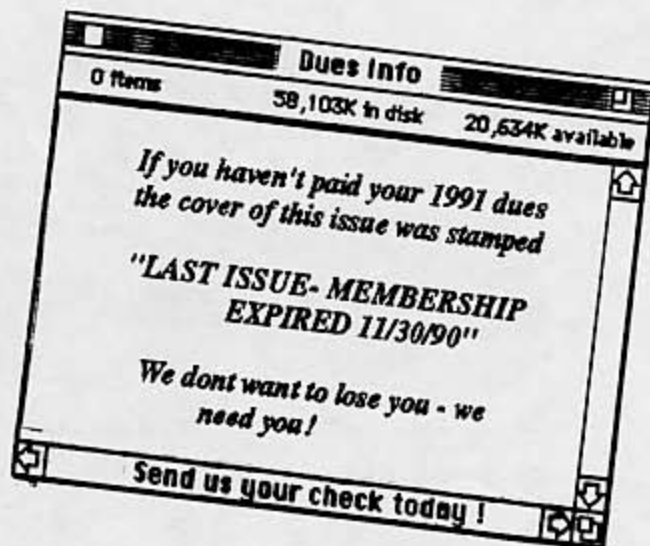 Dues Info
0 items 58,103K in disk 20,634K available
If you haven't paid your 1991 dues
the cover of this issue was stamped
"LAST ISSUE- MEMBERSHIP
EXPIRED 11/30/90"
We dont want to lose you - we
need you!
Send us your check today !